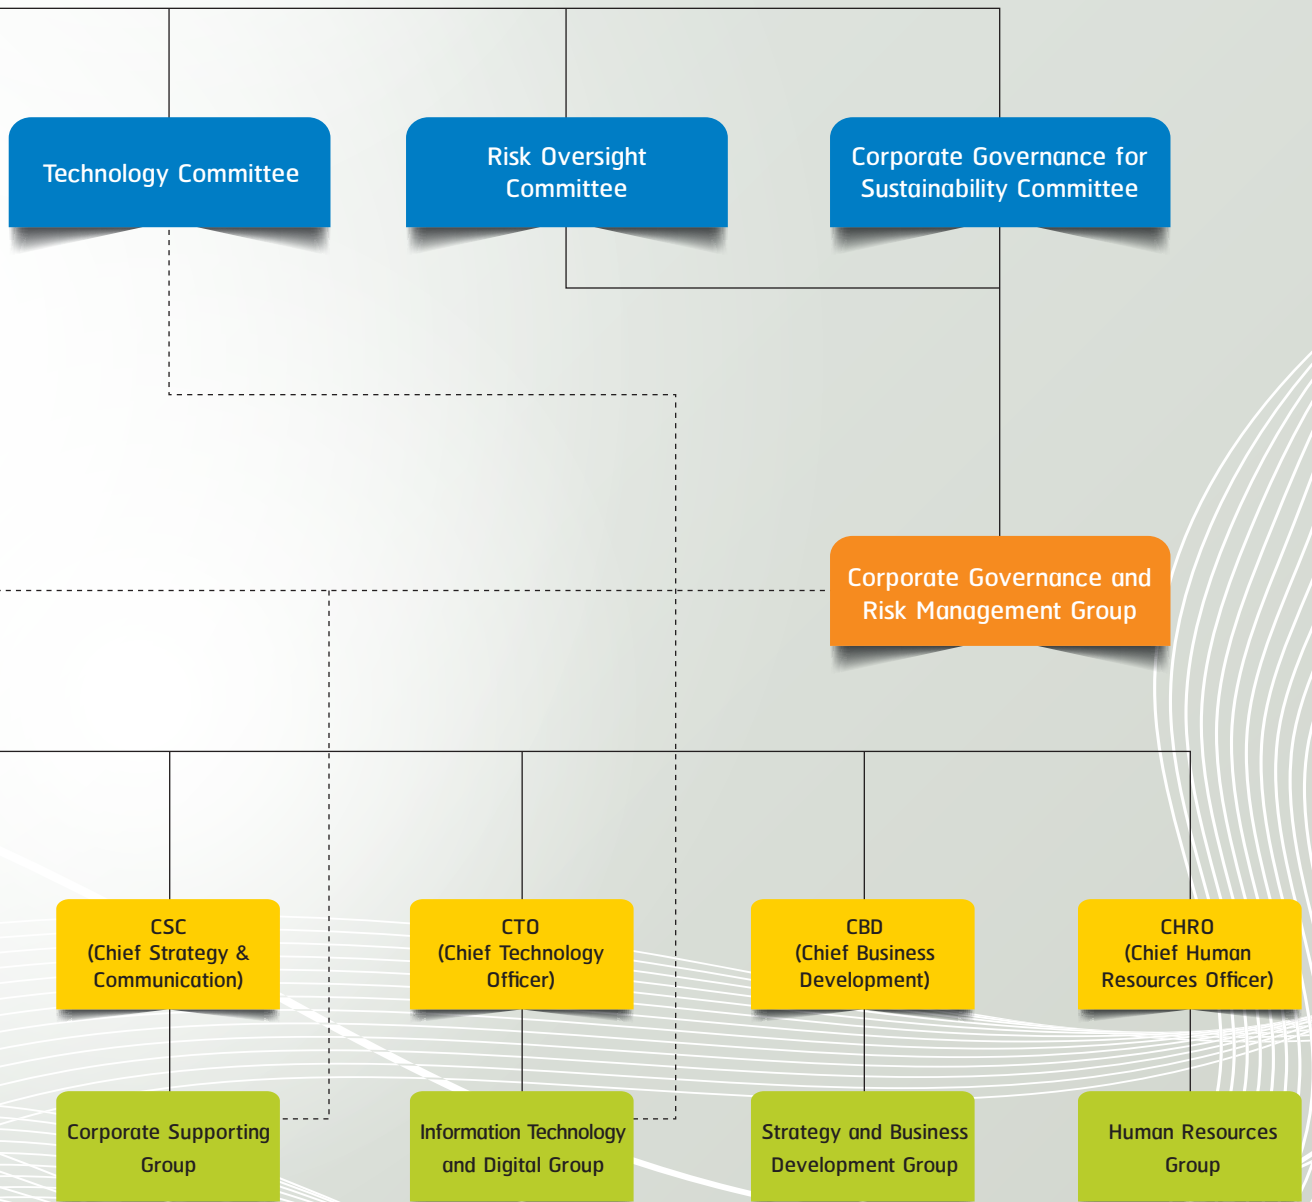 Technology Committee
Risk Oversight
Committee
Corporate Governance for
Sustainability Committee
Corporate Governance and
Risk Management Group
CSC
(Chief Strategy &
Communication)
CTO
(Chief Technology
Officer)
CBD
(Chief Business
Development)
CHRO
(Chief Human
Resources Officer)
Corporate Supporting
Group
Information Technology
and Digital Group
Strategy and Business
Development Group
Human Resources
Group